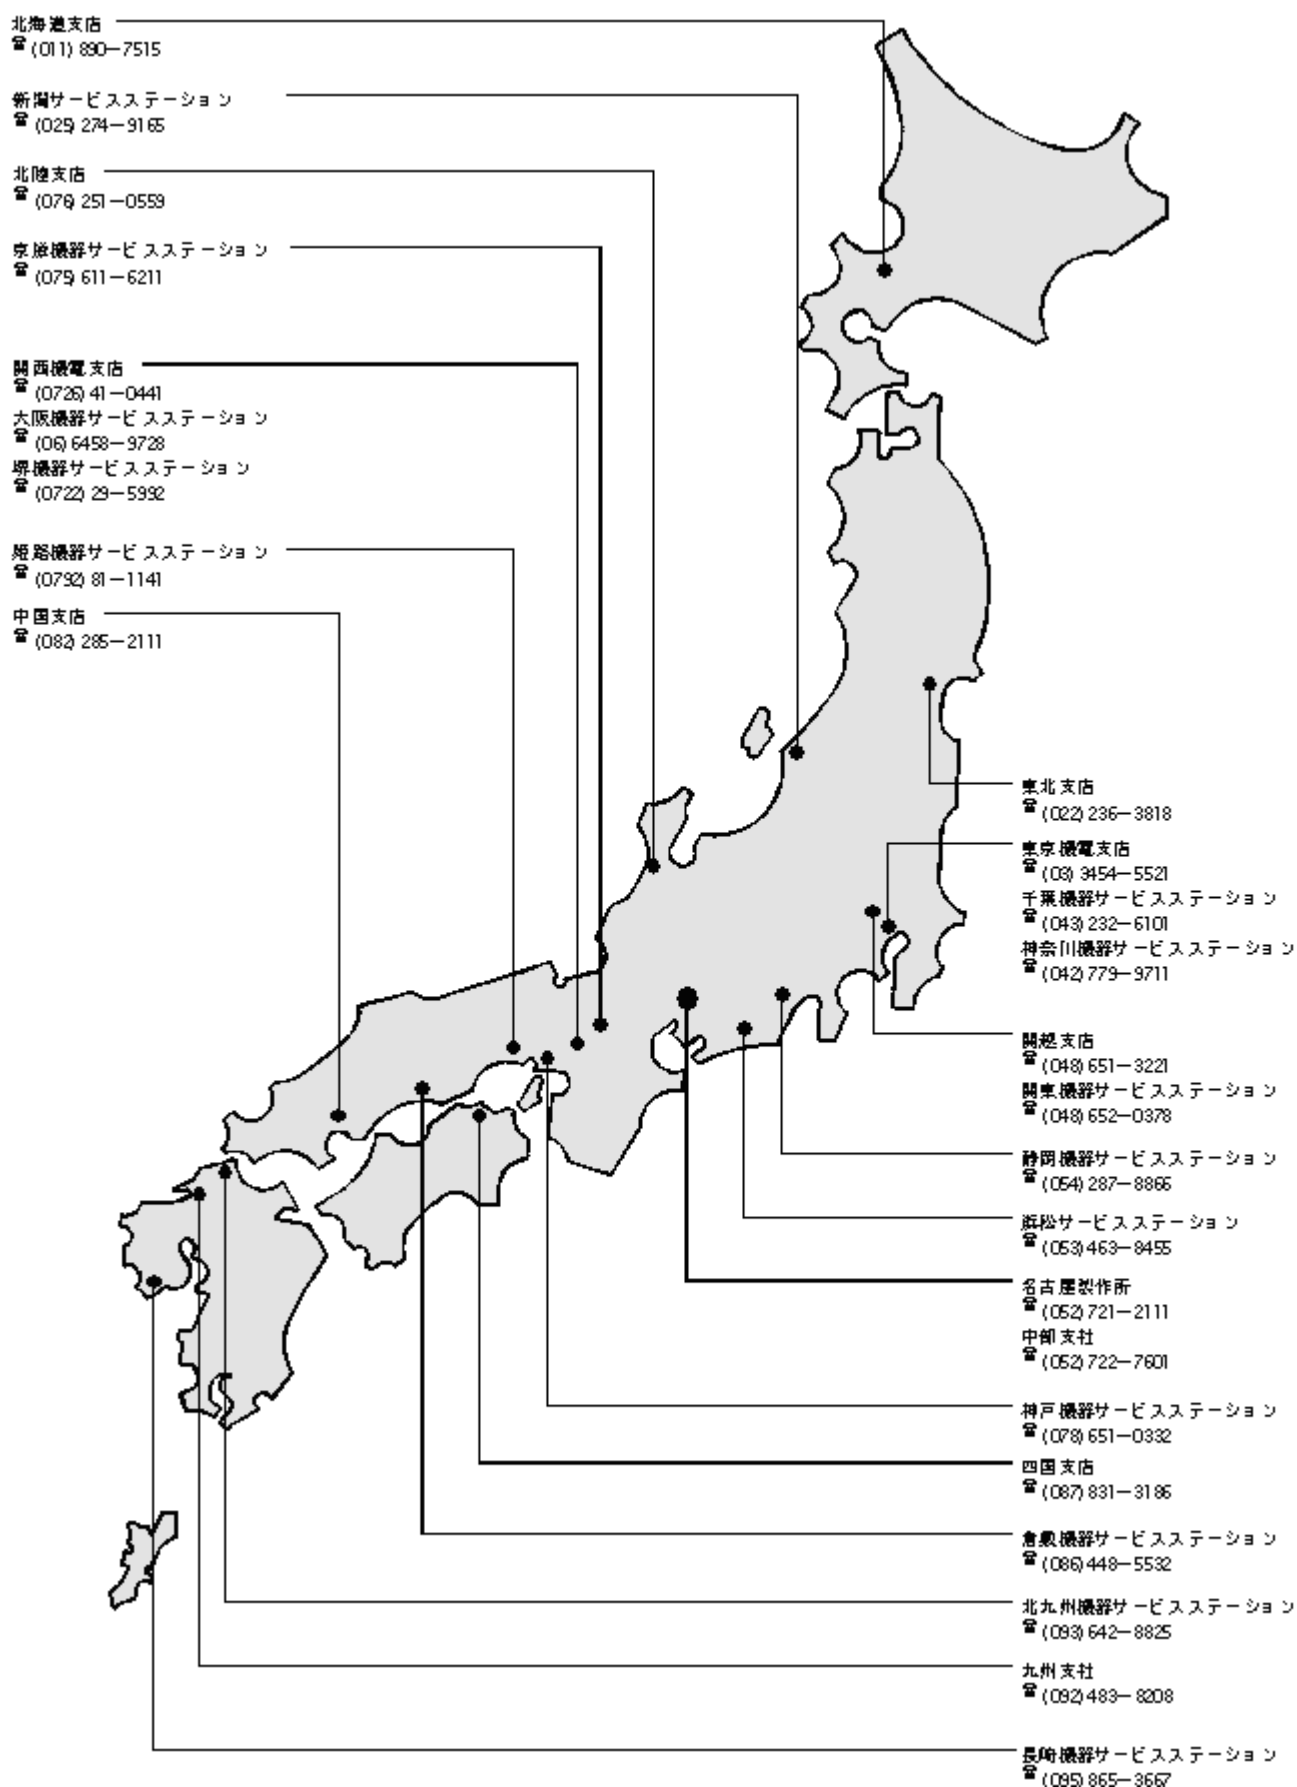 北海道支店
☎(011) 890-7515
新潟サービスステーション
☎(025) 274-9165
北陸支店
☎(076) 251-0559
京滋機器サービスステーション
☎(075) 611-6211
関西機電支店
☎(0726) 41-0441
大阪機器サービスステーション
☎(06) 6458-9728
堺機器サービスステーション
☎(0722) 29-5992
姫路機器サービスステーション
☎(0792) 81-1141
中国支店
☎(082) 285-2111
東北支店
☎(022) 236-3818
東京機電支店
☎(03) 3454-5521
千葉機器サービスステーション
☎(043) 232-6101
神奈川機器サービスステーション
☎(042) 779-9711
関越支店
☎(048) 651-3221
関東機器サービスステーション
☎(048) 652-0378
静岡機器サービスステーション
☎(054) 287-8866
浜松サービスステーション
☎(053) 463-8455
名古屋製作所
☎(052) 721-2111
中部支社
☎(052) 722-7601
神戸機器サービスステーション
☎(078) 651-0332
四国支店
☎(087) 831-3186
倉敷機器サービスステーション
☎(086) 448-5532
北九州機器サービスステーション
☎(093) 642-8825
九州支社
☎(092) 483-8208
長崎機器サービスステーション
☎(095) 865-3667